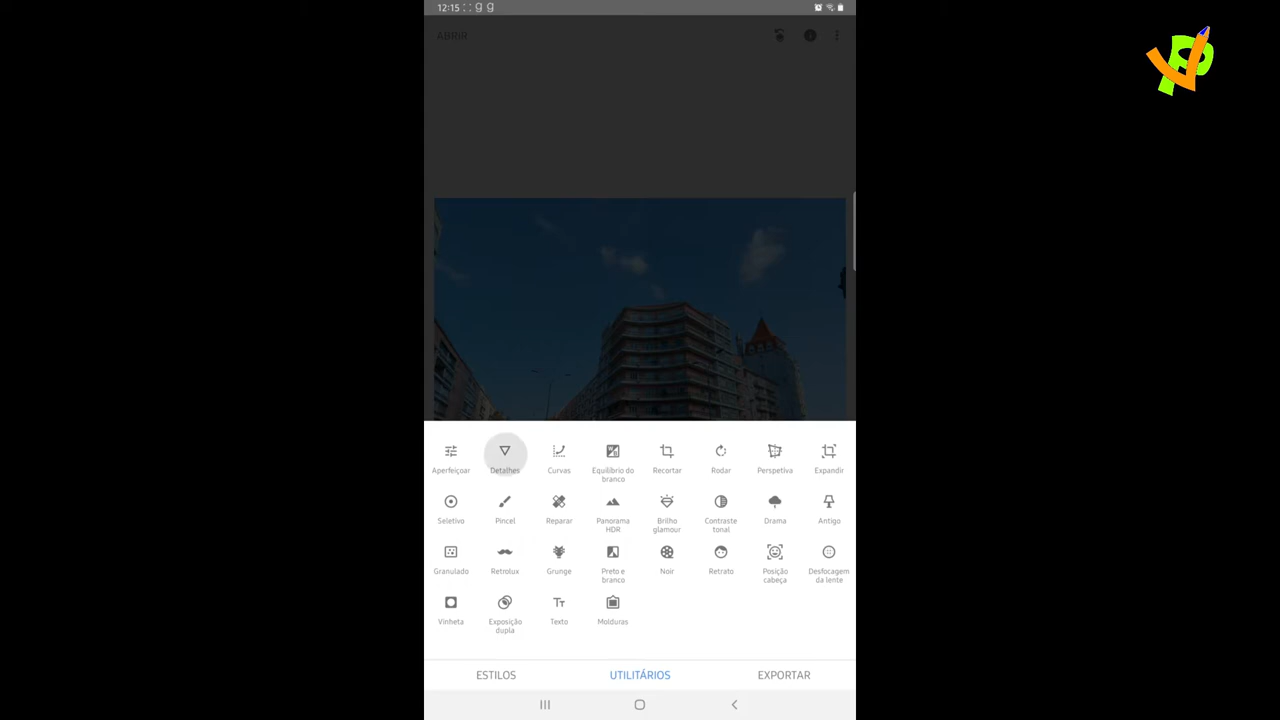 12:15
ABRIR
Aperfeiçoar
Detalhes
Curvas
Equilíbrio do
branco
Recortar
Rodar
Perspetiva
Expandir
Seletivo
Pincel
Reparar
Panorama
HDR
Brilho
glamour
Contraste
tonal
Drama
Antigo
Granulado
Retrolux
Grunge
Preto e
branco
Noir
Retrato
Posição
cabeça
Desfocagem
da lente
Vinheta
Exposição
dupla
Texto
Molduras
ESTILOS
UTILITÁRIOS
EXPORTAR